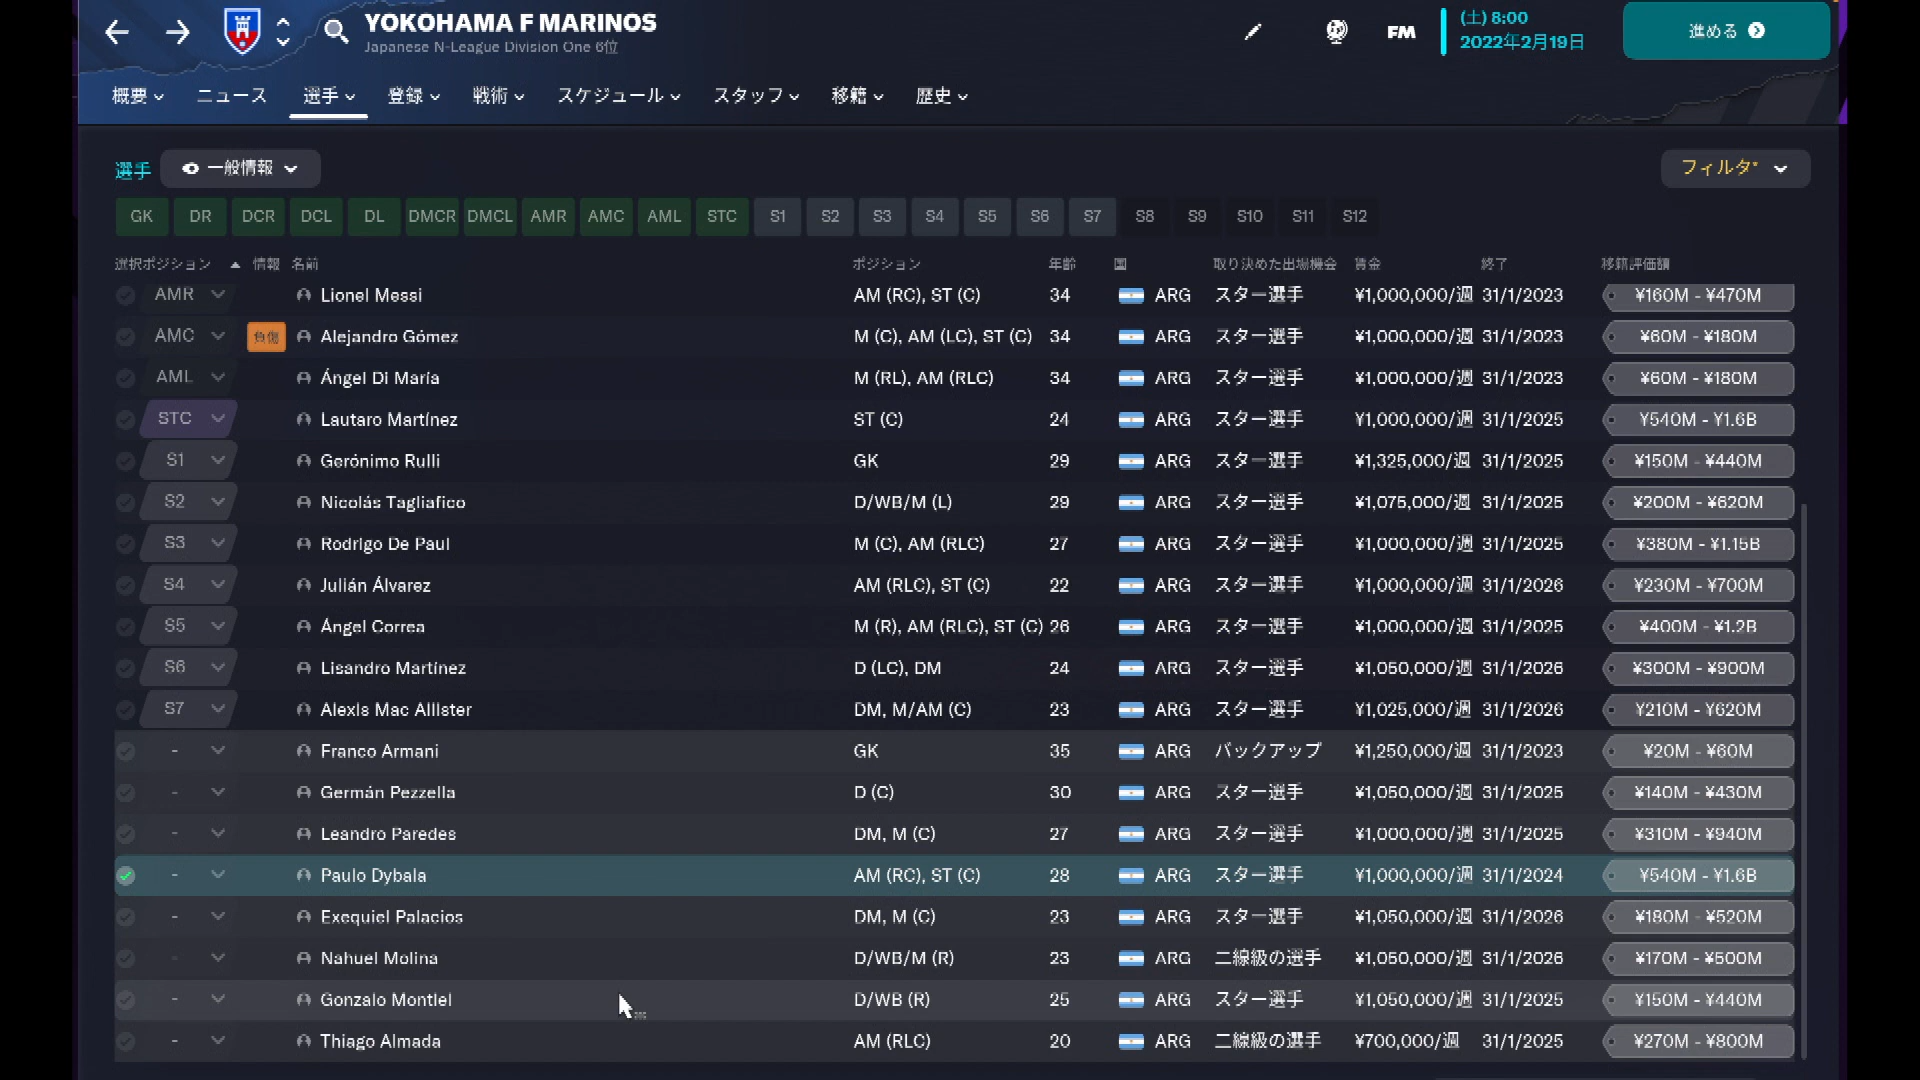 YOKOHAMA F MARINOS
Japanese N-League Division One 6位
FM
(土) 8:00
2022年2月19日
進める
概要 ニュース 選手 登録 戦術 スケジュール スタッフ 移籍 歴史
選手 一般情報 フィルタ*
GK DR DCR DCL DL DMCR DMCL AMR AMC AML STC S1 S2 S3 S4 S5 S6 S7 S8 S9 S10 S11 S12
選択ポジション 情報 名前 ポジション 年齢 国 取り決めた出場機会 賃金 終了 移籍評価額
AMR Lionel Messi AM (RC), ST (C) 34 ARG スター選手 ¥1,000,000/週 31/1/2023 ¥160M - ¥470M
AMC 負傷 Alejandro Gómez M (C), AM (LC), ST (C) 34 ARG スター選手 ¥1,000,000/週 31/1/2023 ¥60M - ¥180M
AML Ángel Di María M (RL), AM (RLC) 34 ARG スター選手 ¥1,000,000/週 31/1/2023 ¥60M - ¥180M
STC Lautaro Martínez ST (C) 24 ARG スター選手 ¥1,000,000/週 31/1/2025 ¥540M - ¥1.6B
S1 Gerónimo Rulli GK 29 ARG スター選手 ¥1,325,000/週 31/1/2025 ¥150M - ¥440M
S2 Nicolás Tagliafico D/WB/M (L) 29 ARG スター選手 ¥1,075,000/週 31/1/2025 ¥200M - ¥620M
S3 Rodrigo De Paul M (C), AM (RLC) 27 ARG スター選手 ¥1,000,000/週 31/1/2025 ¥380M - ¥1.15B
S4 Julián Álvarez AM (RLC), ST (C) 22 ARG スター選手 ¥1,000,000/週 31/1/2026 ¥230M - ¥700M
S5 Ángel Correa M (R), AM (RLC), ST (C) 26 ARG スター選手 ¥1,000,000/週 31/1/2025 ¥400M - ¥1.2B
S6 Lisandro Martínez D (LC), DM 24 ARG スター選手 ¥1,050,000/週 31/1/2026 ¥300M - ¥900M
S7 Alexis Mac Allister DM, M/AM (C) 23 ARG スター選手 ¥1,025,000/週 31/1/2026 ¥210M - ¥620M
- Franco Armani GK 35 ARG バックアップ ¥1,250,000/週 31/1/2023 ¥20M - ¥60M
- Germán Pezzella D (C) 30 ARG スター選手 ¥1,050,000/週 31/1/2025 ¥140M - ¥430M
- Leandro Paredes DM, M (C) 27 ARG スター選手 ¥1,000,000/週 31/1/2025 ¥310M - ¥940M
- Paulo Dybala AM (RC), ST (C) 28 ARG スター選手 ¥1,000,000/週 31/1/2024 ¥540M - ¥1.6B
- Exequiel Palacios DM, M (C) 23 ARG スター選手 ¥1,050,000/週 31/1/2026 ¥180M - ¥520M
- Nahuel Molina D/WB/M (R) 23 ARG 二線級の選手 ¥1,050,000/週 31/1/2026 ¥170M - ¥500M
- Gonzalo Montiel D/WB (R) 25 ARG スター選手 ¥1,050,000/週 31/1/2025 ¥150M - ¥440M
- Thiago Almada AM (RLC) 20 ARG 二線級の選手 ¥700,000/週 31/1/2025 ¥270M - ¥800M